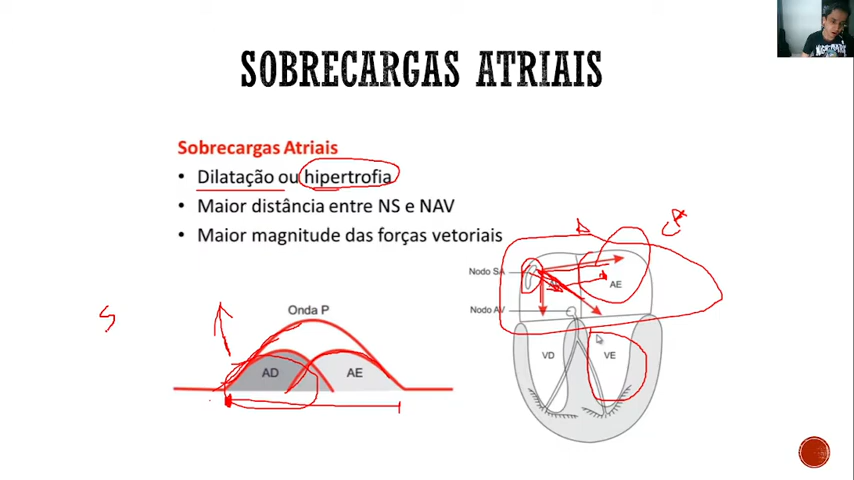 SOBRECARGAS ATRIAIS
Sobrecargas Atriais
• Dilatação ou hipertrofia
• Maior distância entre NS e NAV
• Maior magnitude das forças vetoriais
Nodo SA
AE
Nodo AV
Onda P
S
VD
VE
AD
AE